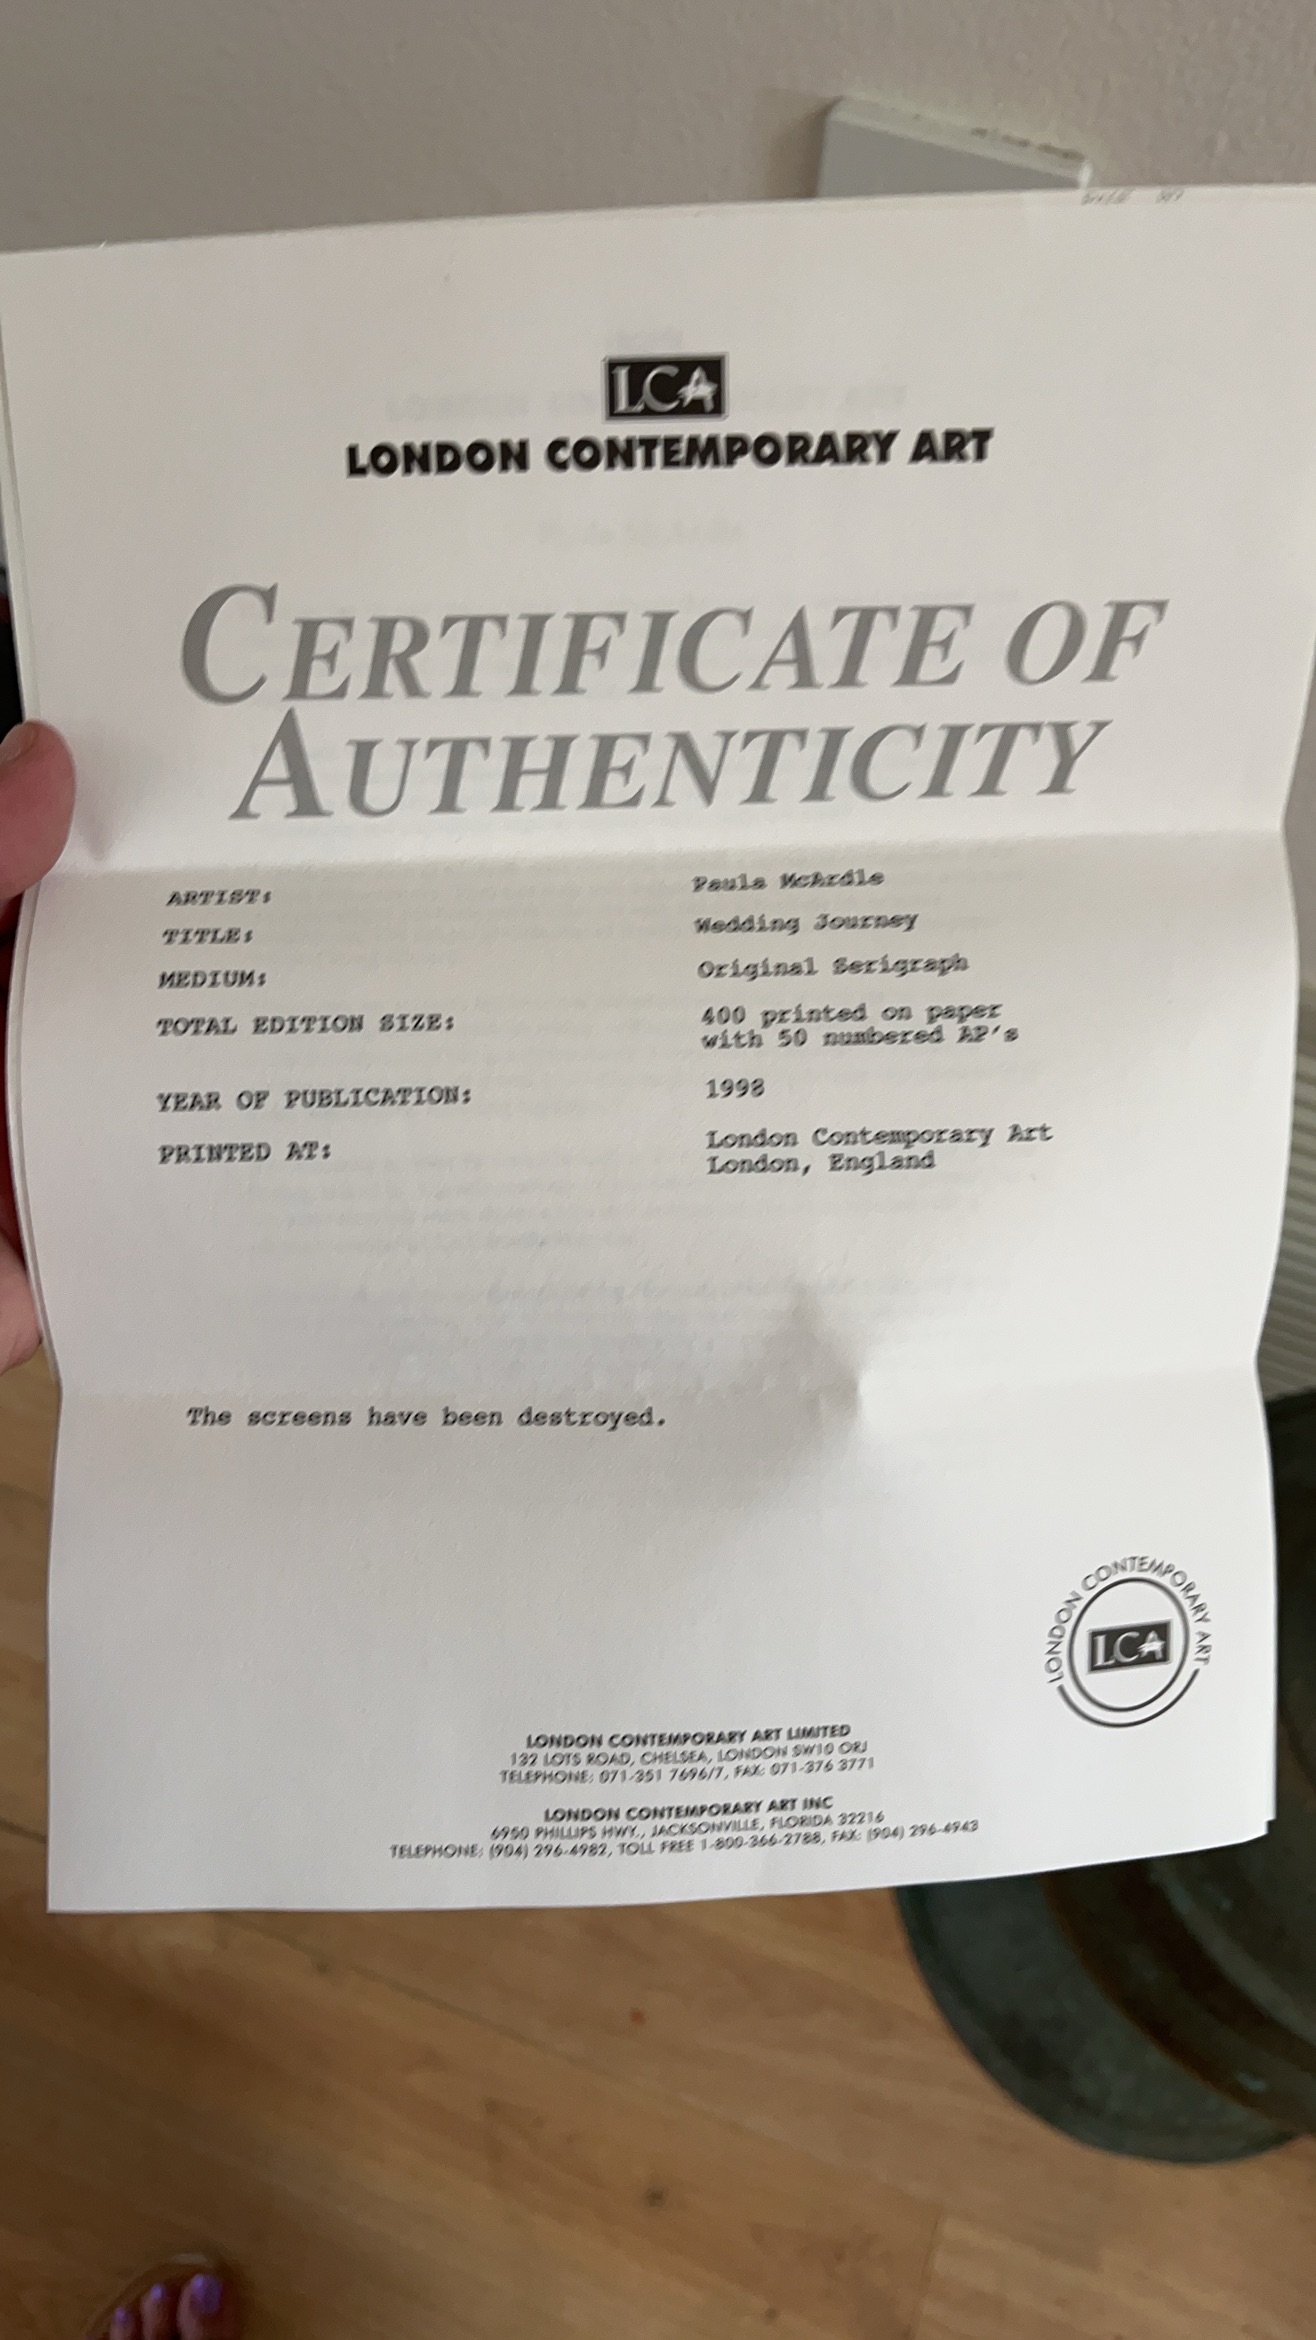 LCA
LONDON CONTEMPORARY ART
CERTIFICATE OF
AUTHENTICITY
ARTIST: Paula McArdle
TITLE: Wedding Journey
MEDIUM: Original Serigraph
TOTAL EDITION SIZE: 400 printed on paper
with 50 numbered AP's
YEAR OF PUBLICATION: 1998
PRINTED AT: London Contemporary Art
London, England
The screens have been destroyed.
LONDON CONTEMPORARY ART
LCA
LONDON CONTEMPORARY ART LIMITED
132 LOTS ROAD, CHELSEA, LONDON SW10 0RJ
TELEPHONE: 071-351 7696/7, FAX: 071-376 3771
LONDON CONTEMPORARY ART INC
6950 PHILLIPS HWY., JACKSONVILLE, FLORIDA 32216
TELEPHONE: (904) 296-4982, TOLL FREE 1-800-366-2788, FAX: (904) 296-4943